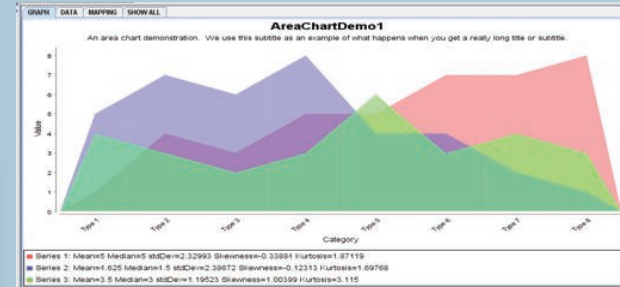 GRAPH DATA MAPPING SHOW ALL
AreaChartDemo1
An area chart demonstration. We use this subtitle as an example of what happens when you get a really long title or subtitle.
8
7
6
5
4
3
2
1
0
Value
Type 1 Type 2 Type 3 Type 4 Type 5 Type 6 Type 7 Type 8
Category
Series 1: Mean=5 Median=5 stdDev=2.32993 Skewness=-0.33884 Kurtosis=1.87119
Series 2: Mean=4.625 Median=4.5 stdDev=2.38672 Skewness=-0.12313 Kurtosis=1.69768
Series 3: Mean=3.5 Median=3 stdDev=1.19523 Skewness=1.00399 Kurtosis=3.115